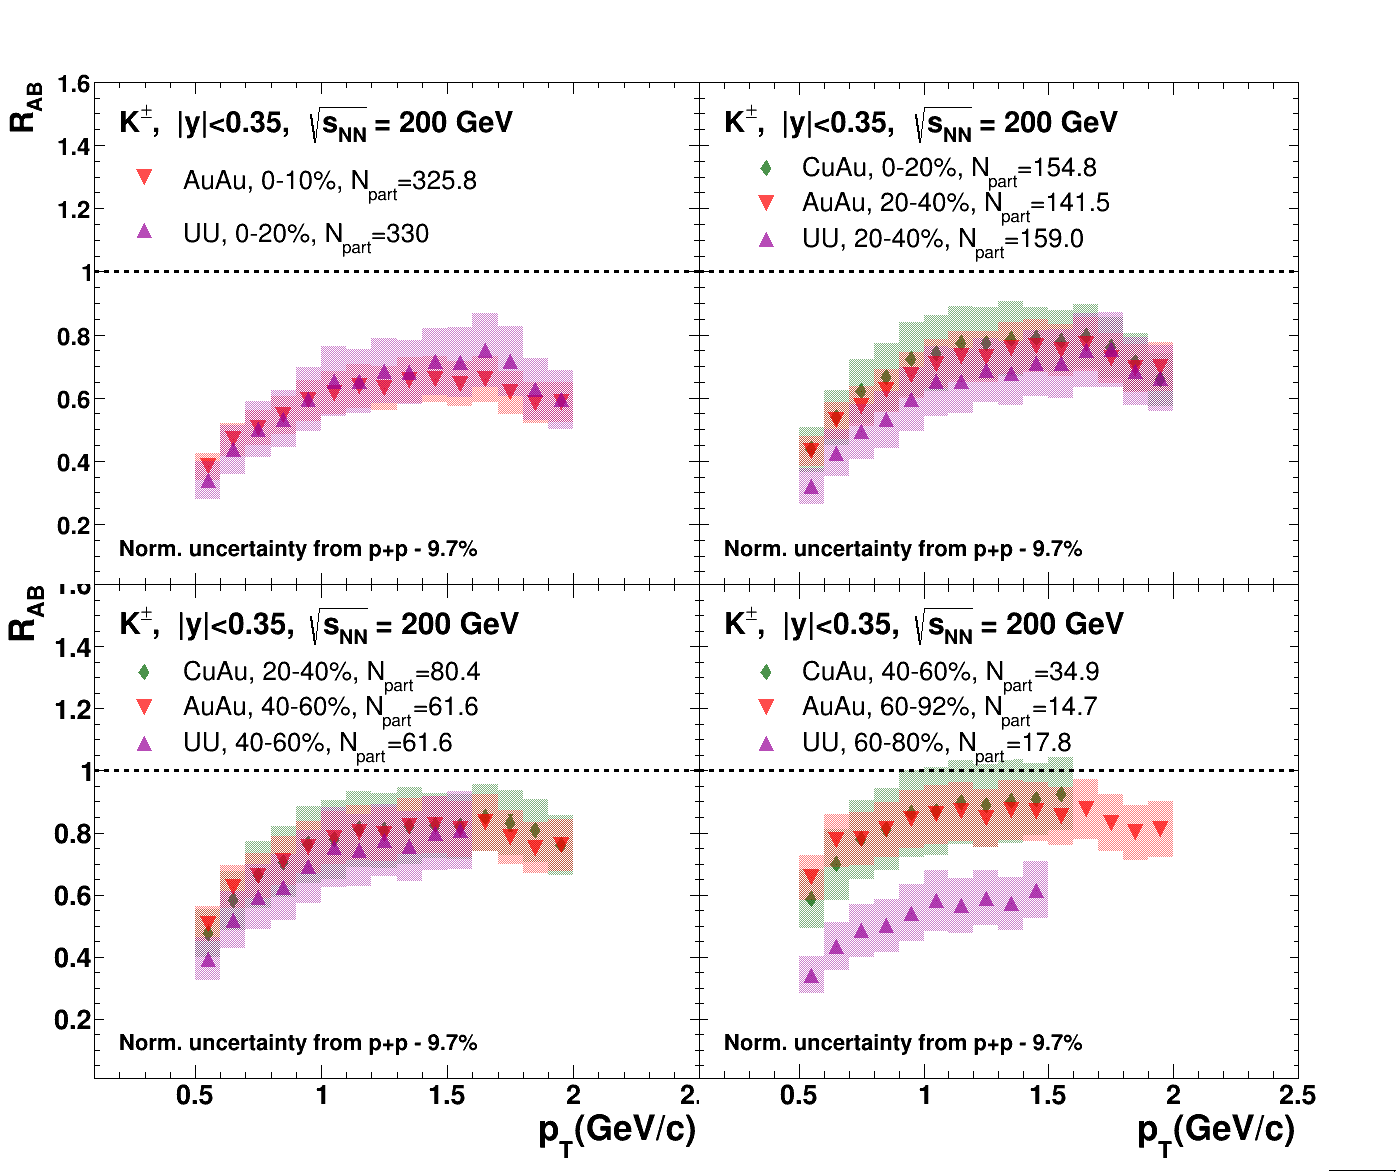 R_AB
1.6
1.4
1.2
1
0.8
0.6
0.4
0.2
K±, |y|<0.35, √s_NN = 200 GeV
AuAu, 0-10%, N_part=325.8
UU, 0-20%, N_part=330
Norm. uncertainty from p+p - 9.7%
K±, |y|<0.35, √s_NN = 200 GeV
CuAu, 0-20%, N_part=154.8
AuAu, 20-40%, N_part=141.5
UU, 20-40%, N_part=159.0
Norm. uncertainty from p+p - 9.7%
R_AB
1.6
1.4
1.2
1
0.8
0.6
0.4
0.2
K±, |y|<0.35, √s_NN = 200 GeV
CuAu, 20-40%, N_part=80.4
AuAu, 40-60%, N_part=61.6
UU, 40-60%, N_part=61.6
Norm. uncertainty from p+p - 9.7%
0.5 1 1.5 2 2.
p_T(GeV/c)
K±, |y|<0.35, √s_NN = 200 GeV
CuAu, 40-60%, N_part=34.9
AuAu, 60-92%, N_part=14.7
UU, 60-80%, N_part=17.8
Norm. uncertainty from p+p - 9.7%
0.5 1 1.5 2 2.5
p_T(GeV/c)